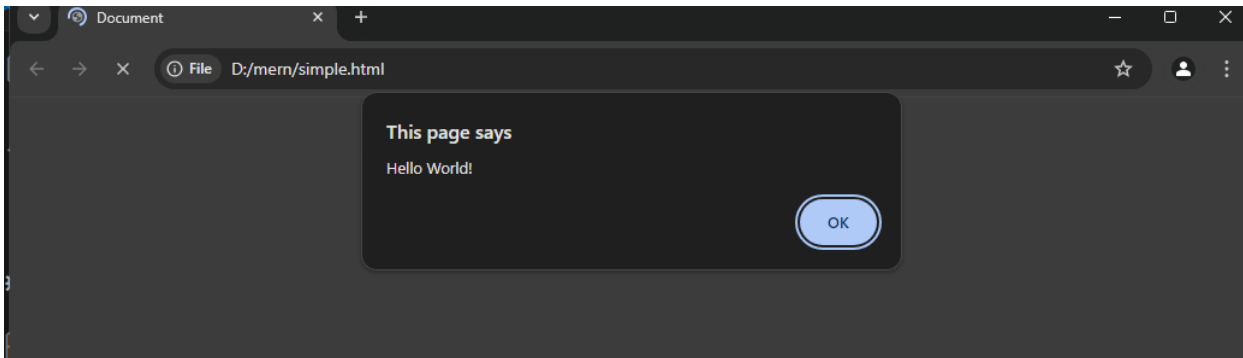 Document
File D:/mern/simple.html
This page says
Hello World!
OK